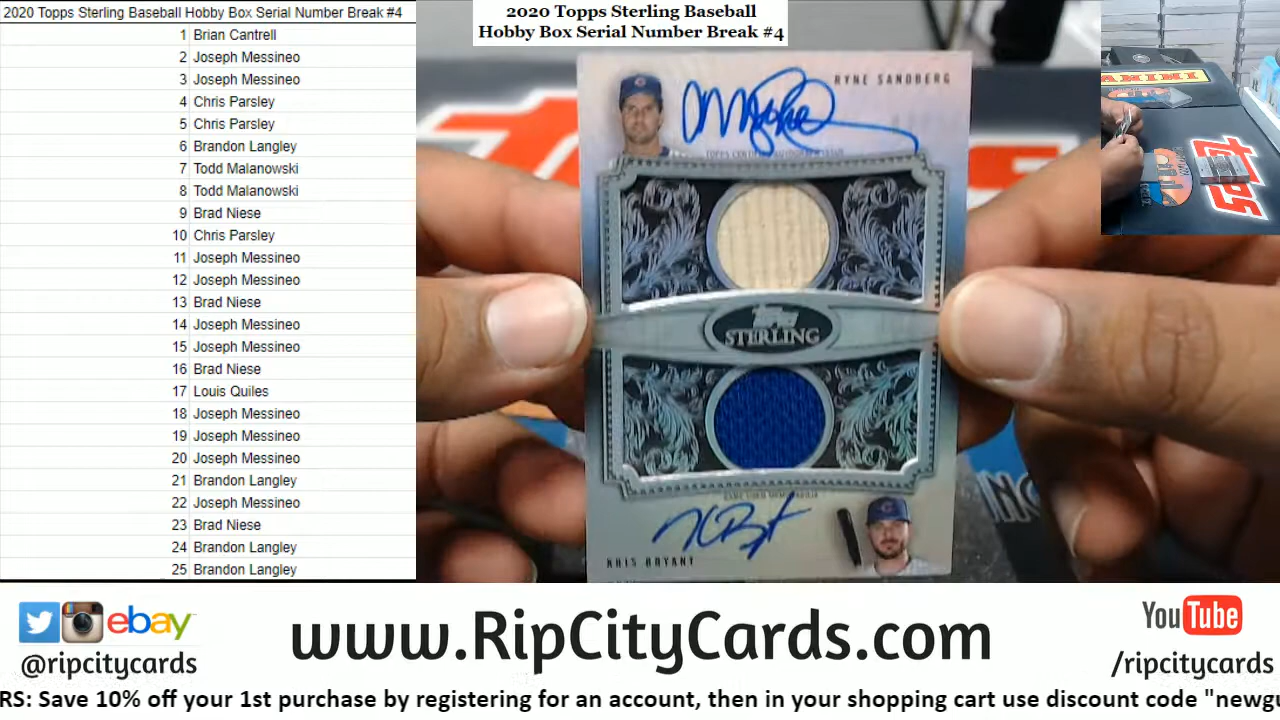 2020 Topps Sterling Baseball Hobby Box Serial Number Break #4
1 Brian Cantrell
2 Joseph Messineo
3 Joseph Messineo
4 Chris Parsley
5 Chris Parsley
6 Brandon Langley
7 Todd Malanowski
8 Todd Malanowski
9 Brad Niese
10 Chris Parsley
11 Joseph Messineo
12 Joseph Messineo
13 Brad Niese
14 Joseph Messineo
15 Joseph Messineo
16 Brad Niese
17 Louis Quiles
18 Joseph Messineo
19 Joseph Messineo
20 Joseph Messineo
21 Brandon Langley
22 Joseph Messineo
23 Brad Niese
24 Brandon Langley
25 Brandon Langley
2020 Topps Sterling Baseball
Hobby Box Serial Number Break #4
RYNE SANDBERG
topps
STERLING
GAME USED MEMORABILIA
KRIS BRYANT
PANINI
topps
ebay
@ripcitycards
www.RipCityCards.com
YouTube
/ripcitycards
RS: Save 10% off your 1st purchase by registering for an account, then in your shopping cart use discount code "newgu